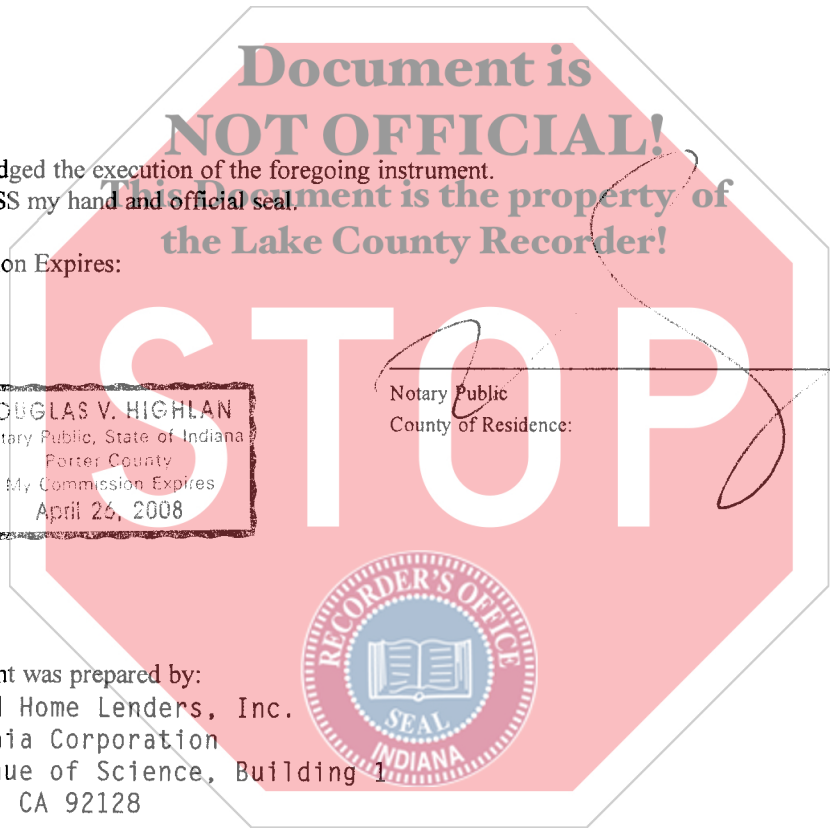 Document is
NOT OFFICIAL!
dged the execution of the foregoing instrument.
SS my hand and official seal.
This Document is the property of
the Lake County Recorder!
on Expires:
STOP
Notary Public
County of Residence:
OUGLAS V. HIGHLAN
tary Public, State of Indiana
Porter County
My Commission Expires
April 26, 2008
RECORDER'S OFFICE
SEAL
INDIANA
nt was prepared by:
Home Lenders, Inc.
nia Corporation
nue of Science, Building 1
CA 92128